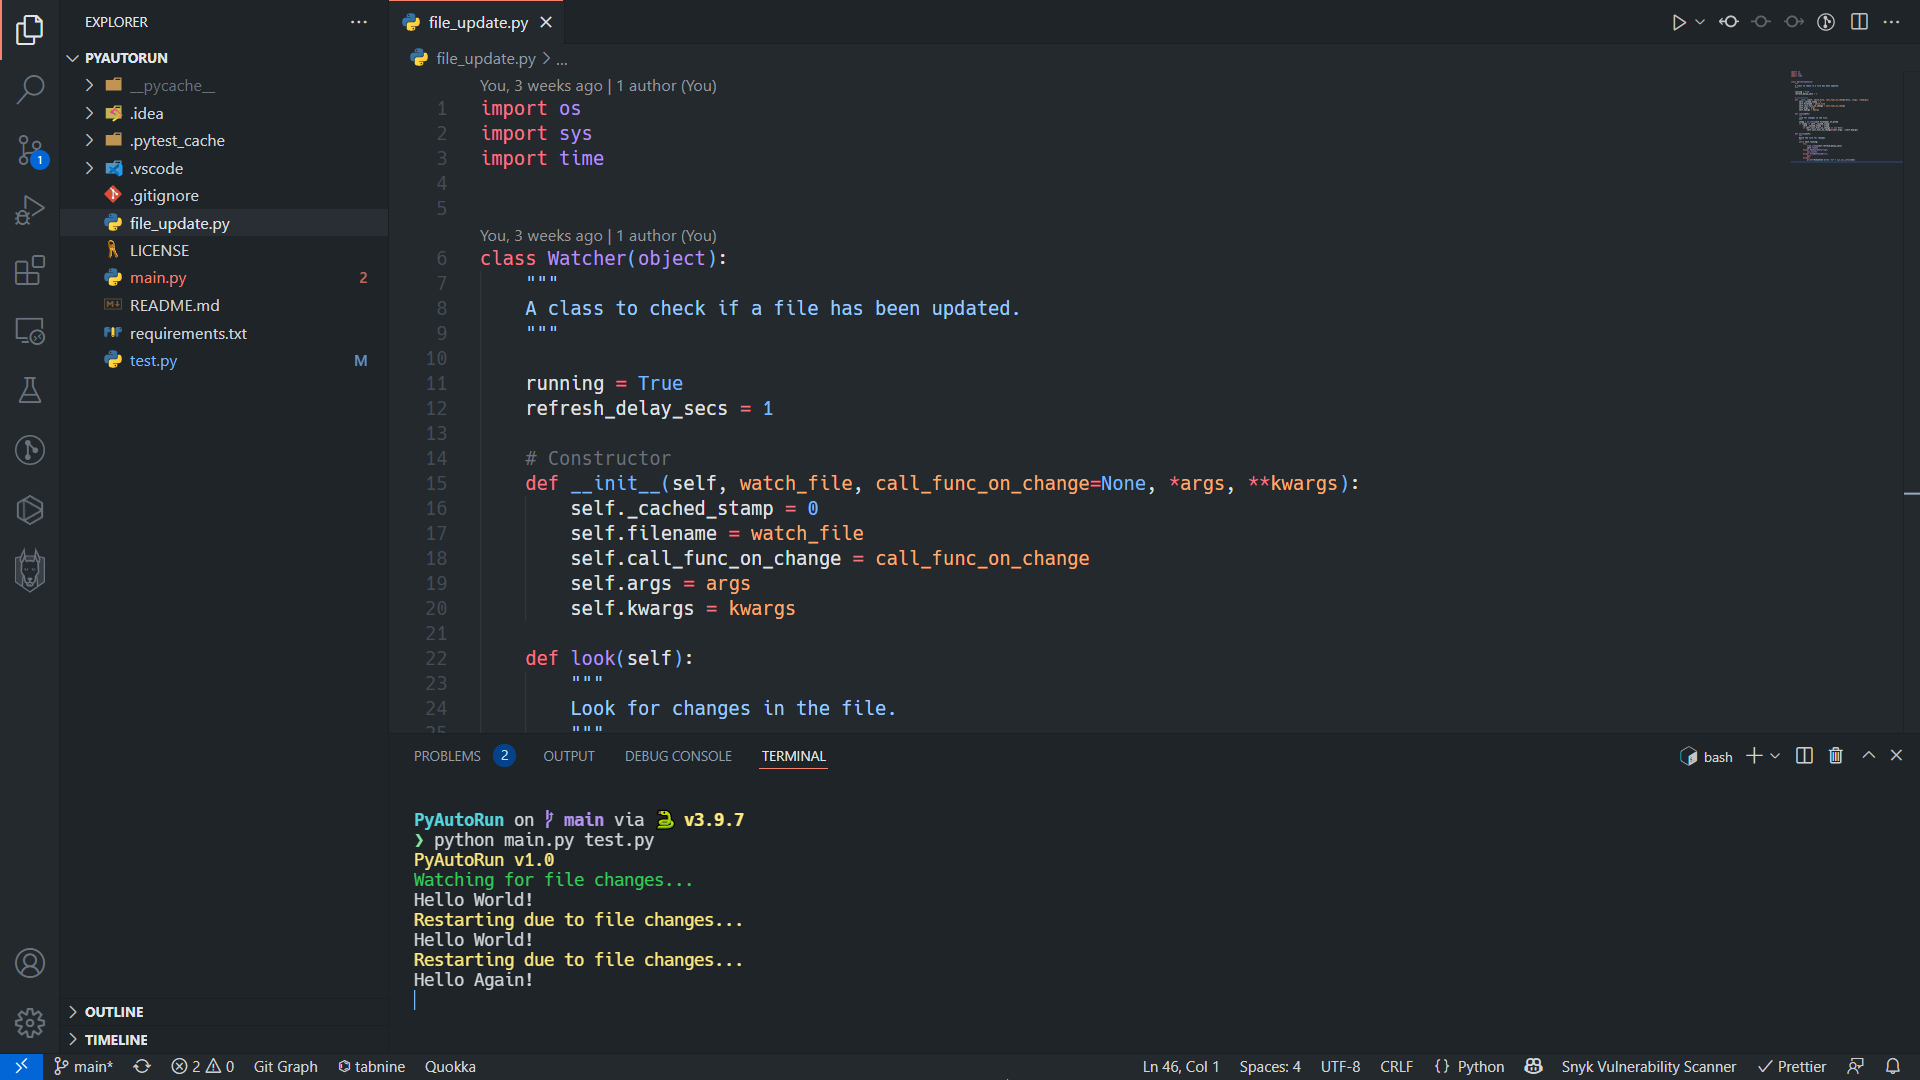 EXPLORER
PYAUTORUN
__pycache__
.idea
.pytest_cache
.vscode
.gitignore
file_update.py
LICENSE
main.py 2
README.md
requirements.txt
test.py M
OUTLINE
TIMELINE
1
file_update.py
file_update.py > ...
You, 3 weeks ago | 1 author (You)
1 import os
2 import sys
3 import time
4
5
You, 3 weeks ago | 1 author (You)
6 class Watcher(object):
7     """
8     A class to check if a file has been updated.
9     """
10
11     running = True
12     refresh_delay_secs = 1
13
14     # Constructor
15     def __init__(self, watch_file, call_func_on_change=None, *args, **kwargs):
16         self._cached_stamp = 0
17         self.filename = watch_file
18         self.call_func_on_change = call_func_on_change
19         self.args = args
20         self.kwargs = kwargs
21
22     def look(self):
23         """
24         Look for changes in the file.
25         """
PROBLEMS 2 OUTPUT DEBUG CONSOLE TERMINAL
bash
PyAutoRun on main via v3.9.7
❯ python main.py test.py
PyAutoRun v1.0
Watching for file changes...
Hello World!
Restarting due to file changes...
Hello World!
Restarting due to file changes...
Hello Again!
main* 2 0 Git Graph tabnine Quokka Ln 46, Col 1 Spaces: 4 UTF-8 CRLF {} Python Snyk Vulnerability Scanner Prettier